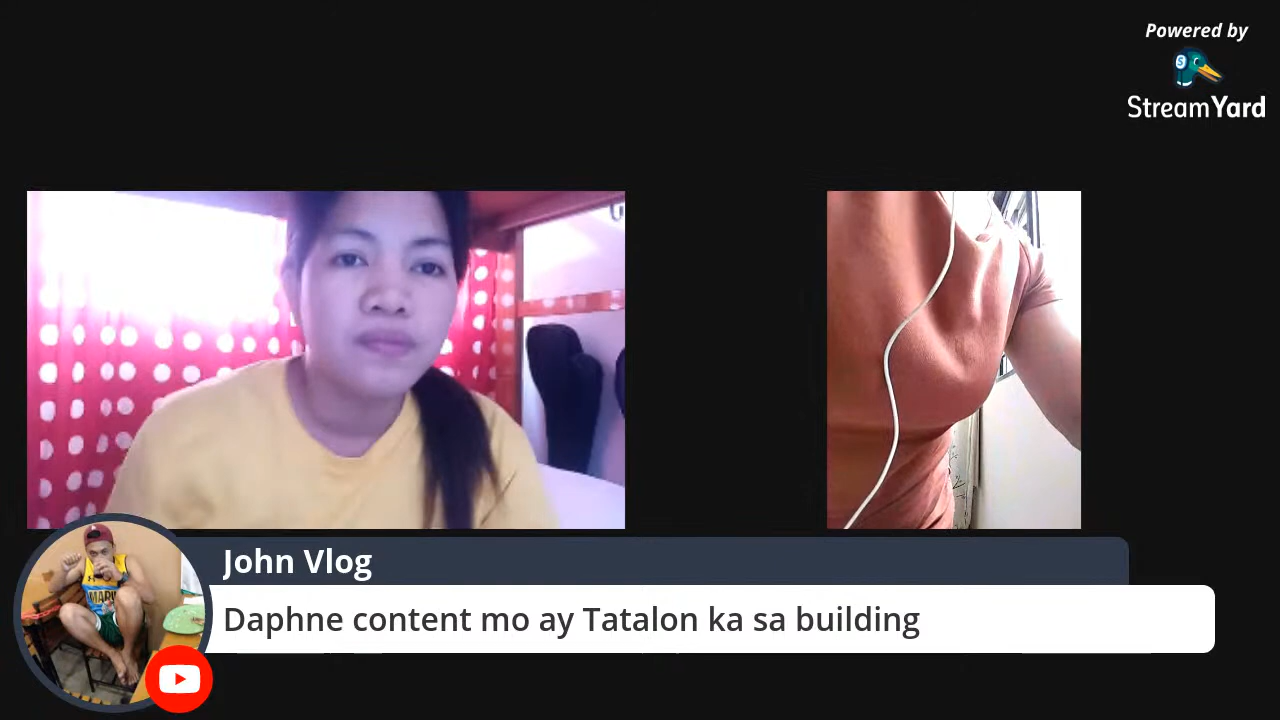 Powered by
StreamYard
John Vlog
Daphne content mo ay Tatalon ka sa building